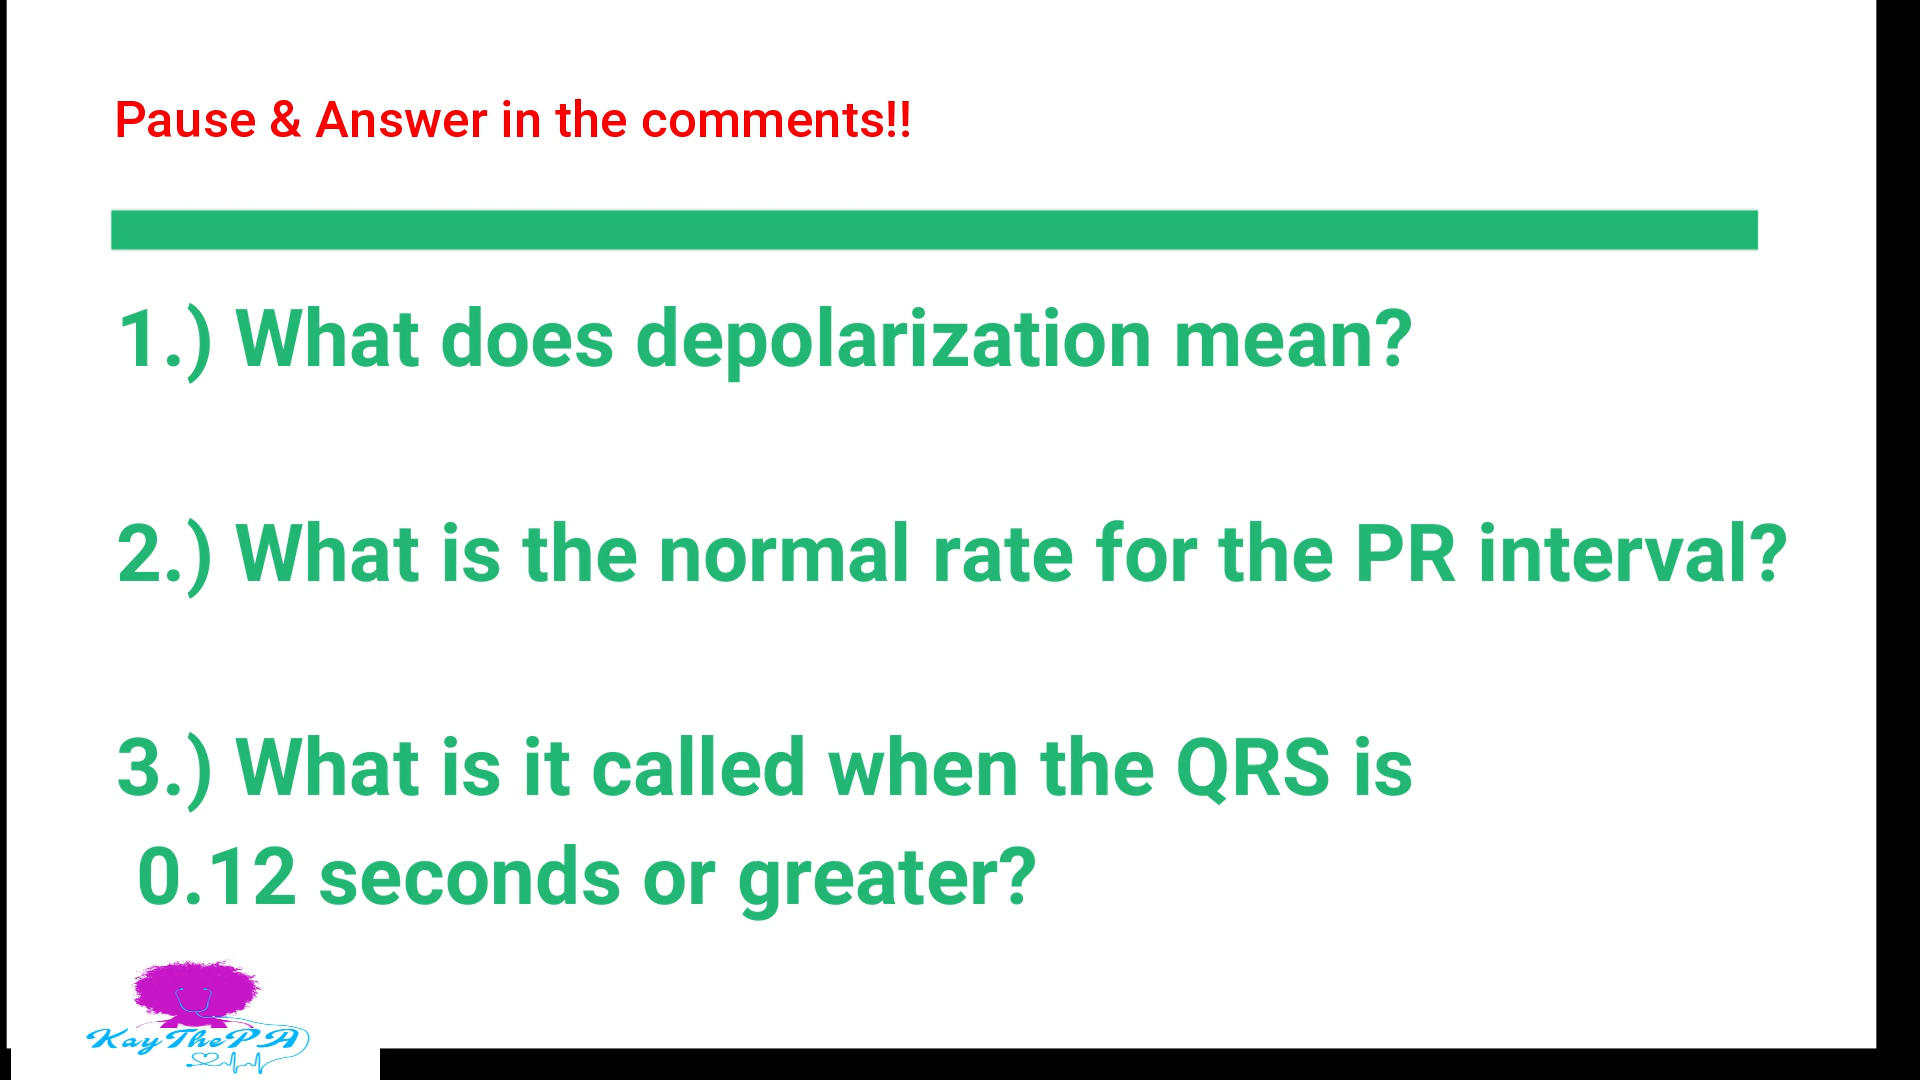 Pause & Answer in the comments!!
1.) What does depolarization mean?
2.) What is the normal rate for the PR interval?
3.) What is it called when the QRS is
0.12 seconds or greater?
KayThePA